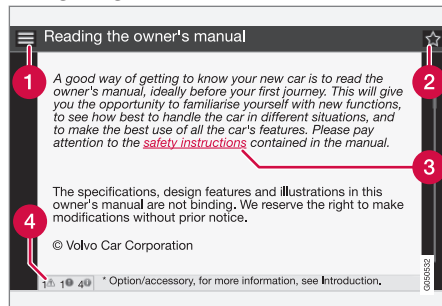 Reading the owner's manual
1
2
A good way of getting to know your new car is to read the
owner's manual, ideally before your first journey. This will give
you the opportunity to familiarise yourself with new functions,
to see how best to handle the car in different situations, and
to make the best use of all the car's features. Please pay
attention to the safety instructions contained in the manual.
3
The specifications, design features and illustrations in this
owner's manual are not binding. We reserve the right to make
modifications without prior notice.
4
© Volvo Car Corporation
1 1 4 * Option/accessory, for more information, see Introduction.
G050532